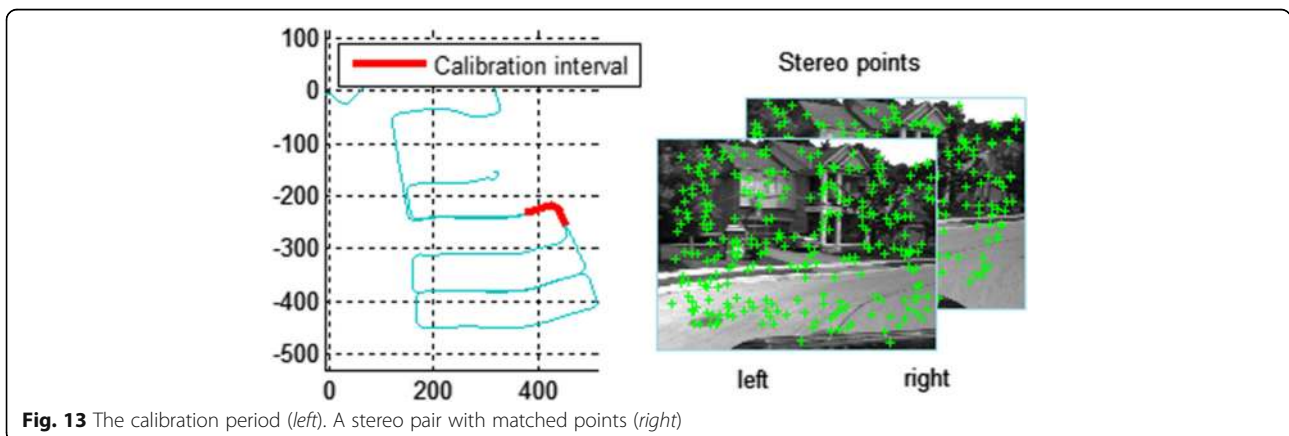 100
Calibration interval
0
-100
-200
-300
-400
-500
0 200 400
Stereo points
left right
Fig. 13 The calibration period (left). A stereo pair with matched points (right)